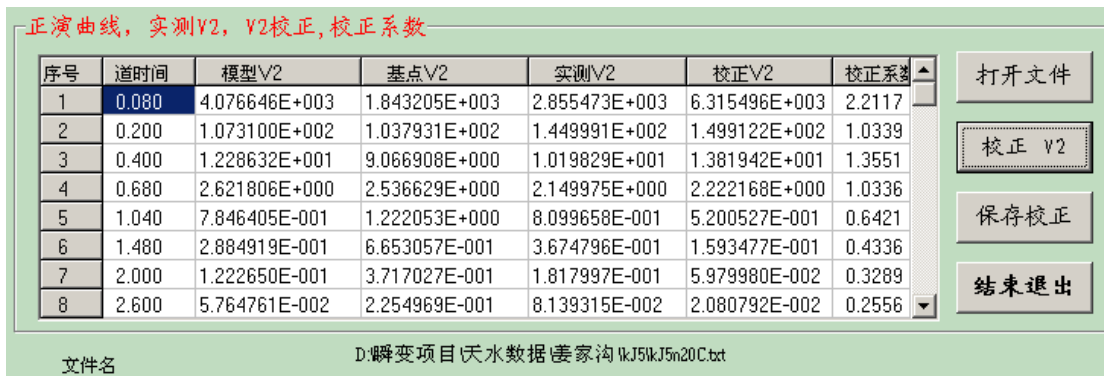 正演曲线，实测V2，V2校正,校正系数
序号 道时间 模型V2 基点V2 实测V2 校正V2 校正系数
1 0.080 4.076646E+003 1.843205E+003 2.855473E+003 6.315496E+003 2.2117
2 0.200 1.073100E+002 1.037931E+002 1.449991E+002 1.499122E+002 1.0339
3 0.400 1.228632E+001 9.066908E+000 1.019829E+001 1.381942E+001 1.3551
4 0.680 2.621806E+000 2.536629E+000 2.149975E+000 2.222168E+000 1.0336
5 1.040 7.846405E-001 1.222053E+000 8.099658E-001 5.200527E-001 0.6421
6 1.480 2.884919E-001 6.653057E-001 3.674796E-001 1.593477E-001 0.4336
7 2.000 1.222650E-001 3.717027E-001 1.817997E-001 5.979980E-002 0.3289
8 2.600 5.764761E-002 2.254969E-001 8.139315E-002 2.080792E-002 0.2556
打开文件
校正 V2
保存校正
结束退出
文件名 D:\瞬变项目\天水数据\姜家沟\kJ5\kJ5n20C.txt